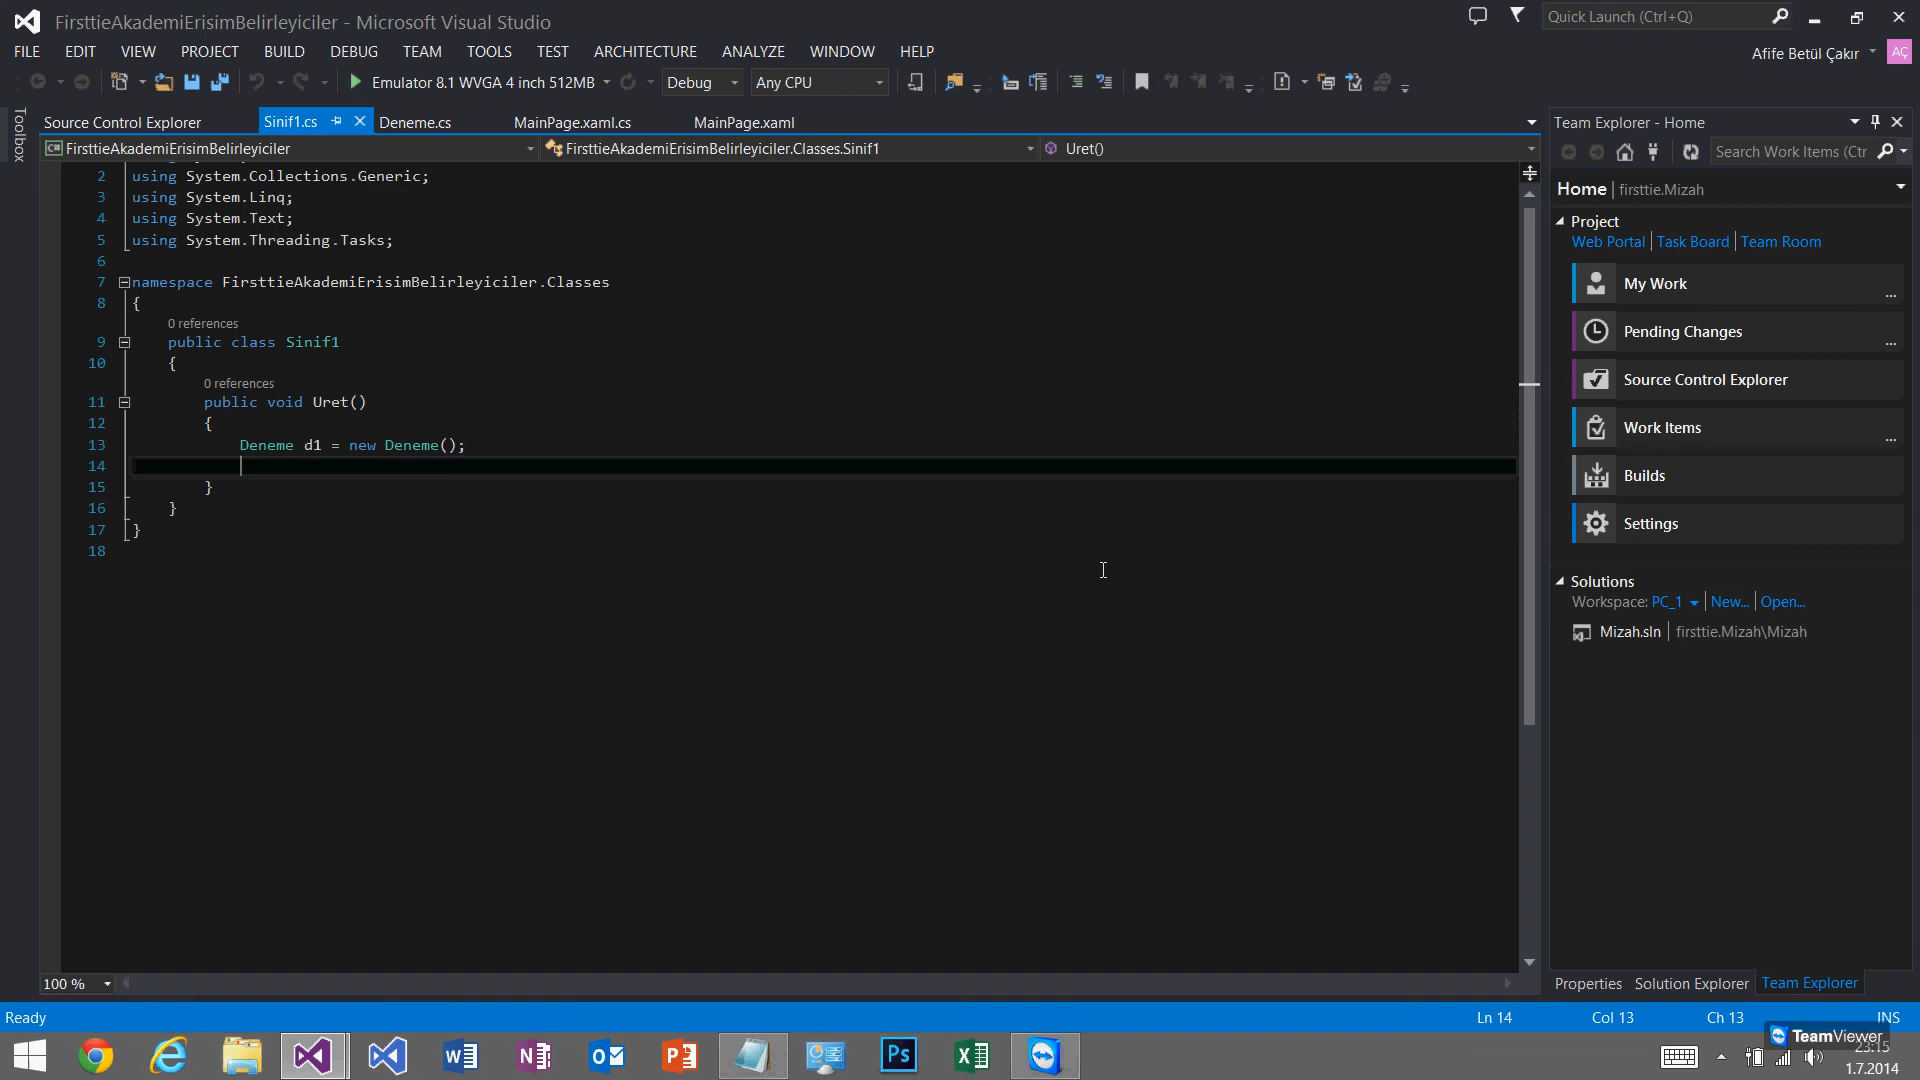 FirsttieAkademiErisimBelirleyiciler - Microsoft Visual Studio
Quick Launch (Ctrl+Q)
FILE EDIT VIEW PROJECT BUILD DEBUG TEAM TOOLS TEST ARCHITECTURE ANALYZE WINDOW HELP
Afife Betül Çakır AÇ
Emulator 8.1 WVGA 4 inch 512MB Debug Any CPU
Toolbox
Source Control Explorer Sinif1.cs Deneme.cs MainPage.xaml.cs MainPage.xaml
C# FirsttieAkademiErisimBelirleyiciler FirsttieAkademiErisimBelirleyiciler.Classes.Sinif1 Uret()
2 using System.Collections.Generic;
3 using System.Linq;
4 using System.Text;
5 using System.Threading.Tasks;
6
7 namespace FirsttieAkademiErisimBelirleyiciler.Classes
8 {
0 references
9 public class Sinif1
10 {
0 references
11 public void Uret()
12 {
13 Deneme d1 = new Deneme();
14
15 }
16 }
17 }
18
100 %
Team Explorer - Home
Search Work Items (Ctr
Home | firsttie.Mizah
Project
Web Portal | Task Board | Team Room
My Work ...
Pending Changes ...
Source Control Explorer
Work Items ...
Builds
Settings
Solutions
Workspace: PC_1 | New... | Open...
Mizah.sln | firsttie.Mizah\Mizah
Properties Solution Explorer Team Explorer
Ready Ln 14 Col 13 Ch 13 INS
TeamViewer
23:15
1.7.2014